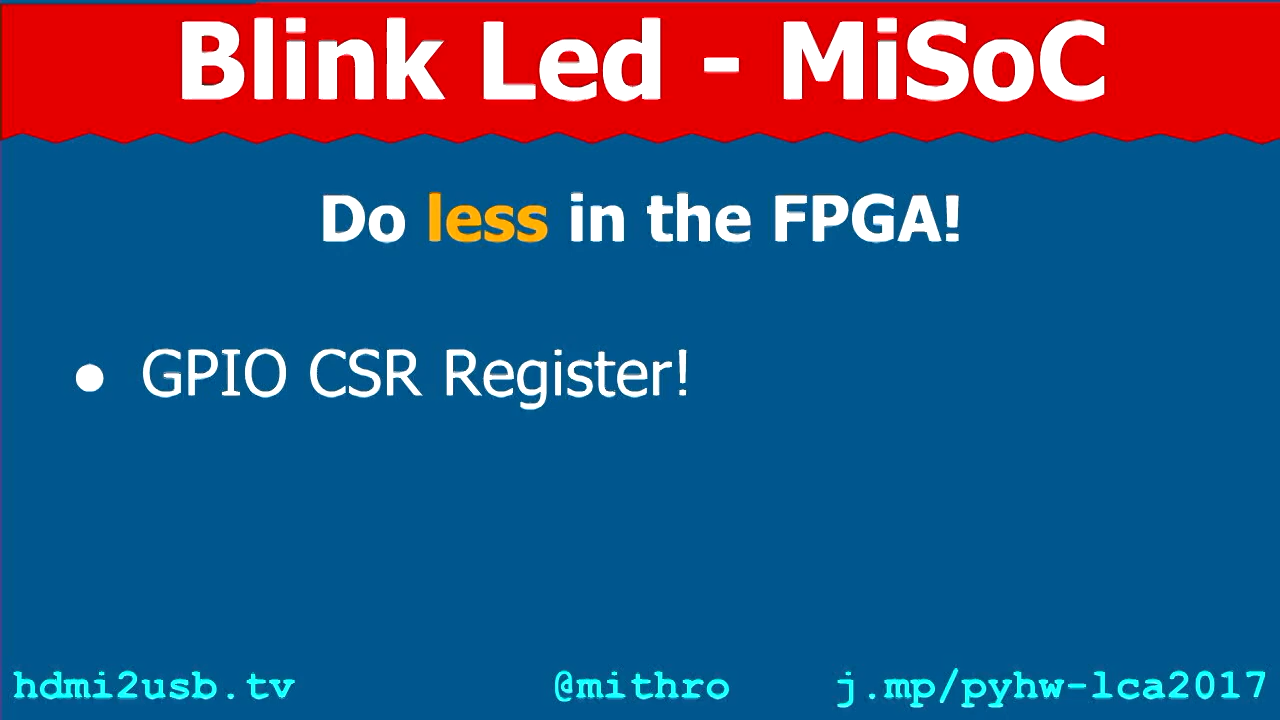 Blink Led - MiSoC
Do less in the FPGA!
● GPIO CSR Register!
hdmi2usb.tv @mithro j.mp/pyhw-lca2017